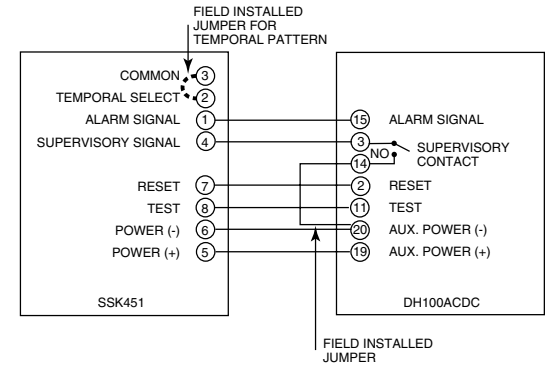 FIELD INSTALLED
JUMPER FOR
TEMPORAL PATTERN
COMMON 3
TEMPORAL SELECT 2
ALARM SIGNAL 1 15 ALARM SIGNAL
SUPERVISORY SIGNAL 4 3
NO SUPERVISORY
CONTACT
14
RESET 7 2 RESET
TEST 8 11 TEST
POWER (-) 6 20 AUX. POWER (-)
POWER (+) 5 19 AUX. POWER (+)
SSK451 DH100ACDC
FIELD INSTALLED
JUMPER